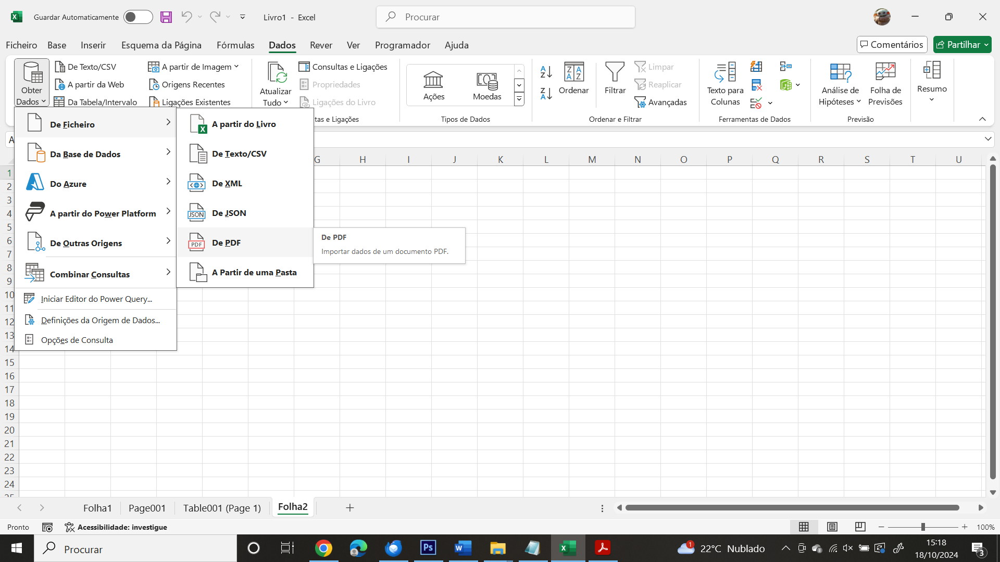 Guardar Automaticamente
Livro1 - Excel
Procurar
Ficheiro Base Inserir Esquema da Página Fórmulas Dados Rever Ver Programador Ajuda
Comentários Partilhar
Obter Dados
De Texto/CSV
A partir da Web
Da Tabela/Intervalo
A partir de Imagem
Origens Recentes
Ligações Existentes
Atualizar Tudo
Consultas e Ligações
Propriedades
Ligações do Livro
tas e Ligações
Ações Moedas
Tipos de Dados
Ordenar
Filtrar
Limpar
Reaplicar
Avançadas
Ordenar e Filtrar
Texto para Colunas
Ferramentas de Dados
Análise de Hipóteses
Folha de Previsões
Previsão
Resumo
De Ficheiro
Da Base de Dados
Do Azure
A partir do Power Platform
De Outras Origens
Combinar Consultas
Iniciar Editor do Power Query...
Definições da Origem de Dados...
Opções de Consulta
A partir do Livro
De Texto/CSV
De XML
De JSON
De PDF
A Partir de uma Pasta
De PDF
Importar dados de um documento PDF.
G H I J K L M N O P Q R S T U
1
2
3
4
5
6
7
8
9
10
11
12
13
14
15
16
17
18
19
20
21
22
23
24
25
Folha1 Page001 Table001 (Page 1) Folha2
Pronto Acessibilidade: investigue 100%
Procurar
1 22°C Nublado
15:18
18/10/2024
3